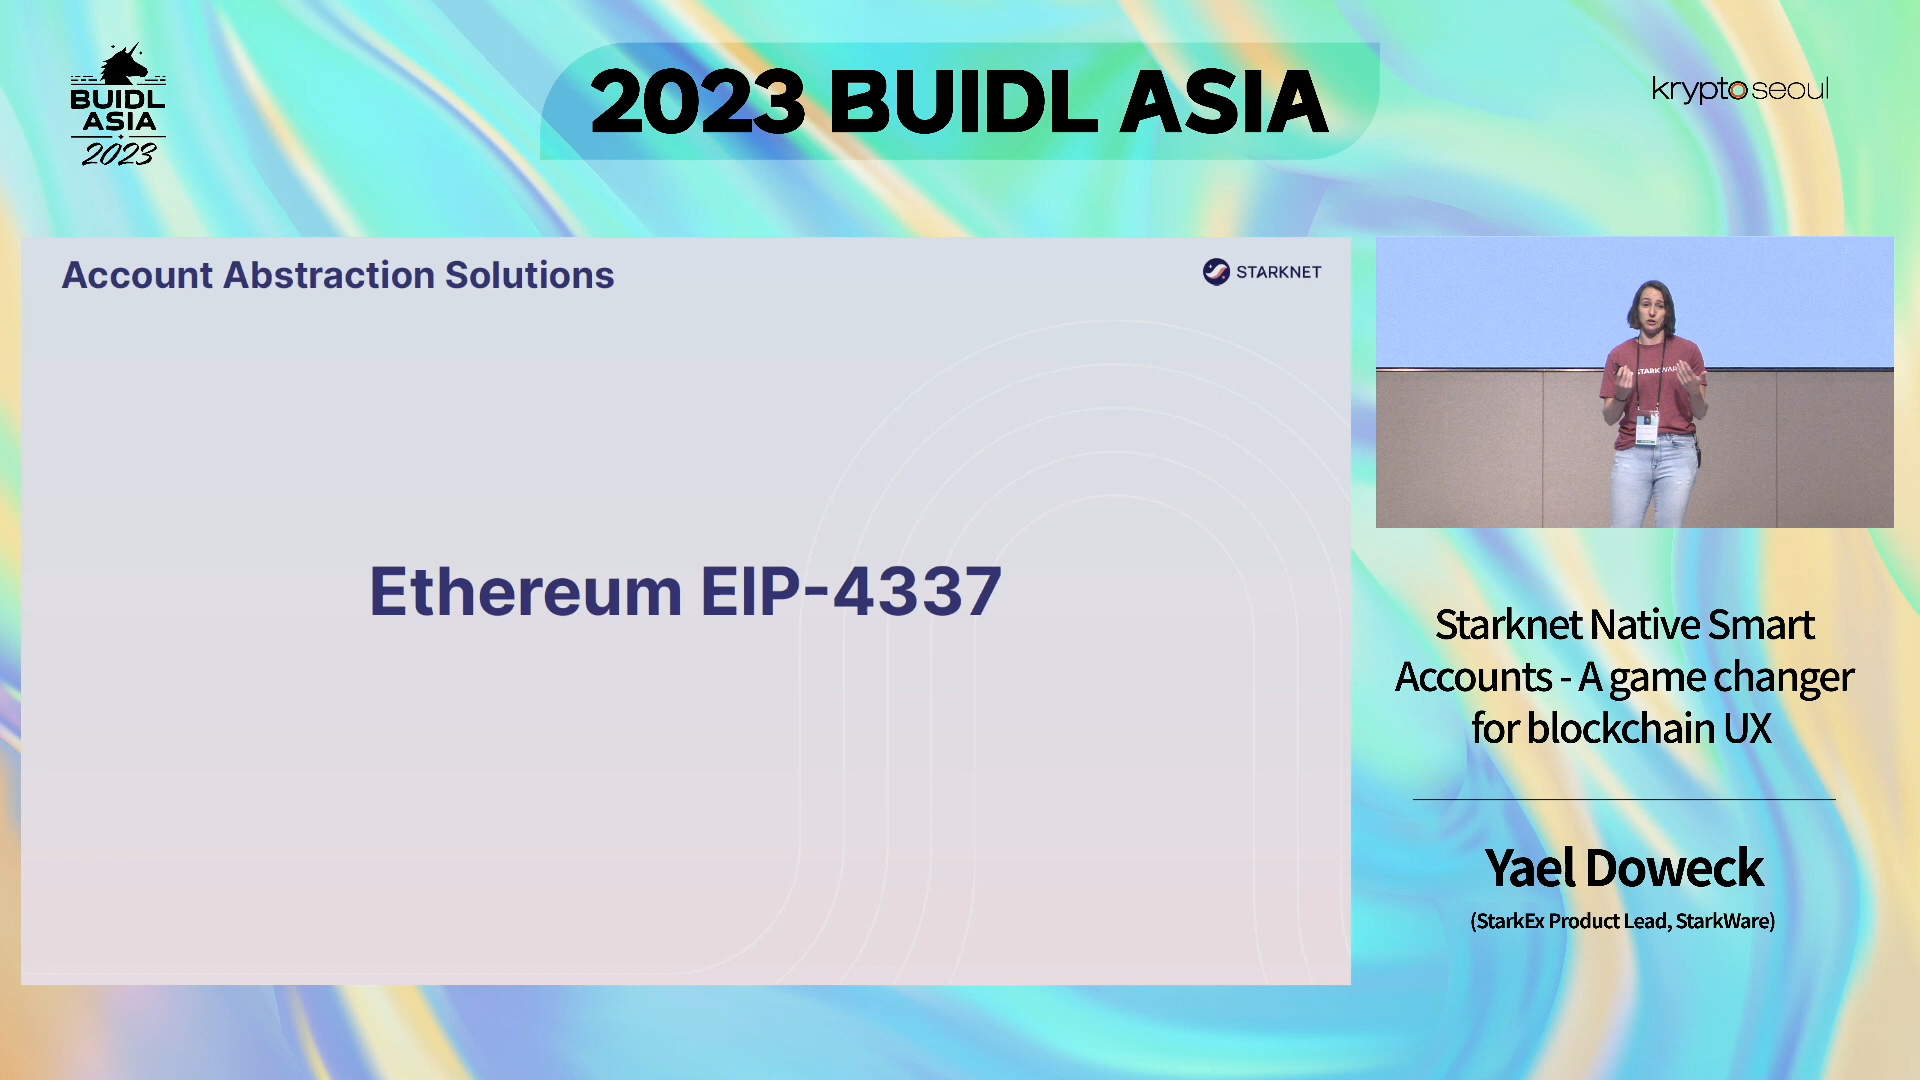 BUIDL
ASIA
2023
2023 BUIDL ASIA
kryptoseoul
Account Abstraction Solutions
STARKNET
Ethereum EIP-4337
STARKWARE
Starknet Native Smart
Accounts - A game changer
for blockchain UX
Yael Doweck
(StarkEx Product Lead, StarkWare)